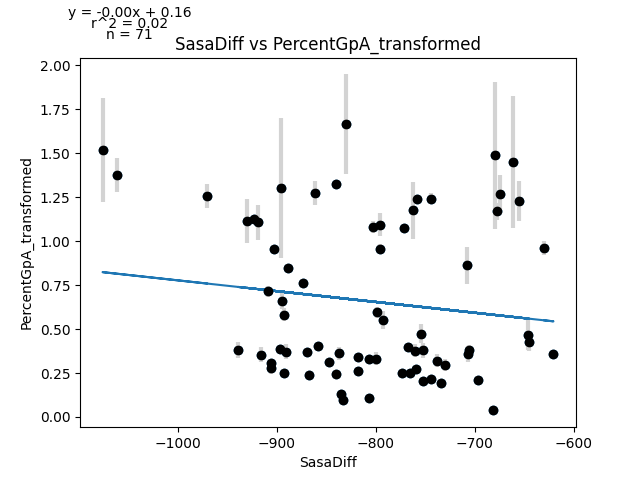 y = -0.00x + 0.16
r^2 = 0.02
n = 71
SasaDiff vs PercentGpA_transformed
2.00
1.75
1.50
1.25
1.00
0.75
0.50
0.25
0.00
PercentGpA_transformed
−1000
−900
−800
−700
−600
SasaDiff